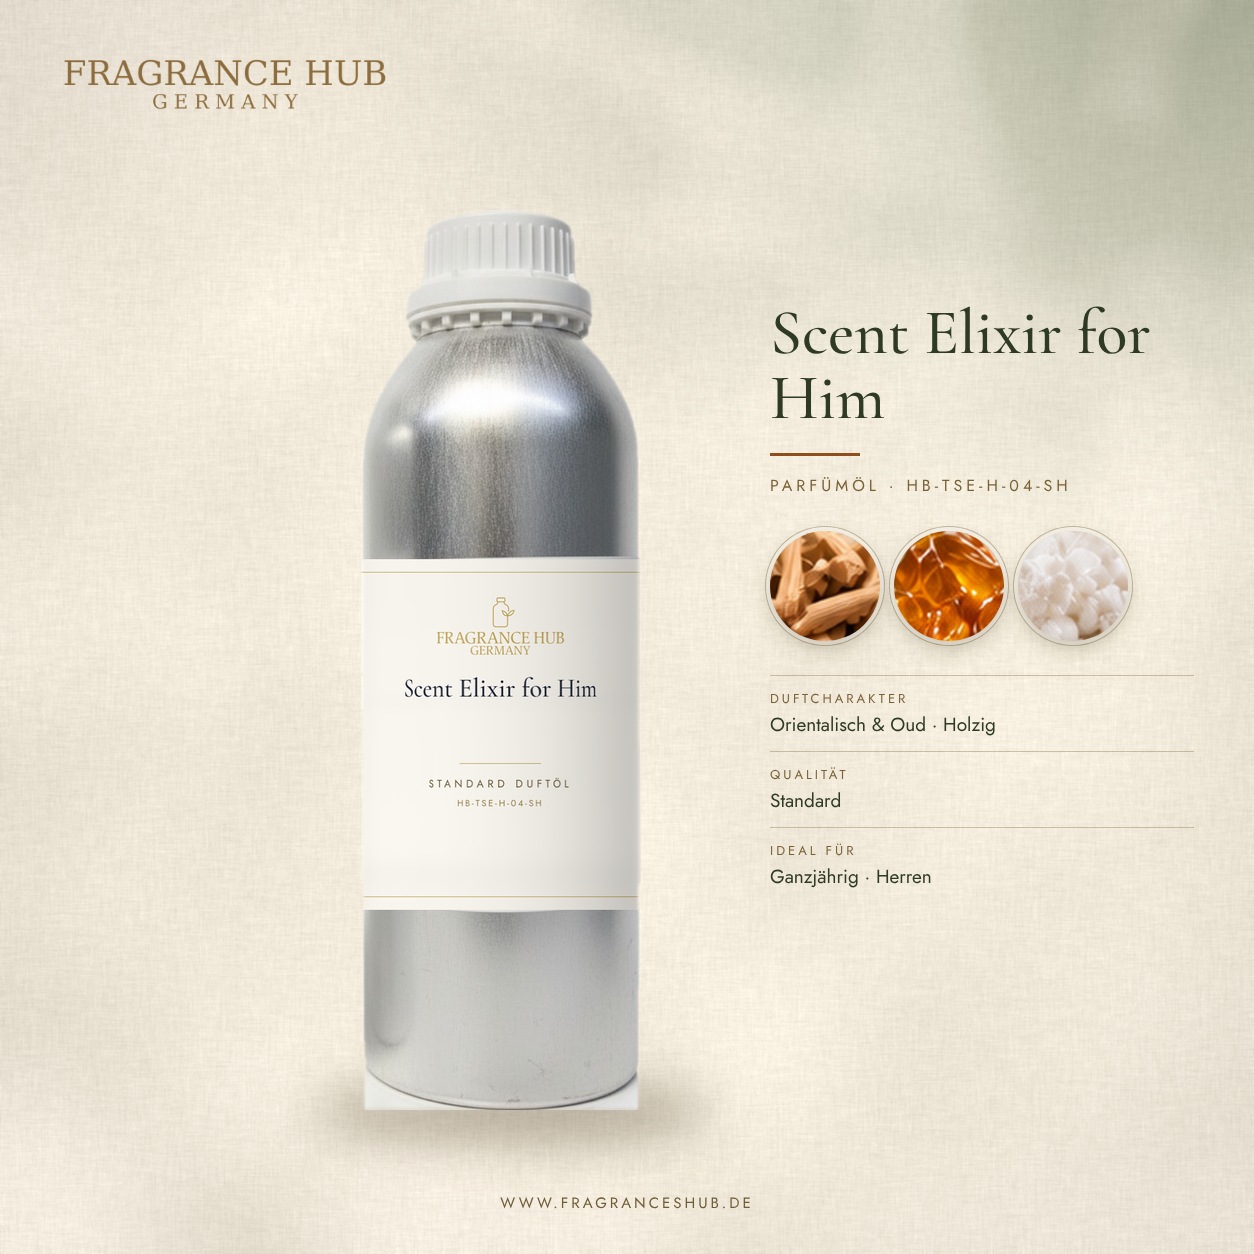 FRAGRANCE HUB
GERMANY
Scent Elixir for
Him
PARFÜMÖL · HB-TSE-H-04-SH
FRAGRANCE HUB
GERMANY
Scent Elixir for Him
STANDARD DUFTÖL
HB-TSE-H-04-SH
DUFTCHARAKTER
Orientalisch & Oud · Holzig
QUALITÄT
Standard
IDEAL FÜR
Ganzjährig · Herren
WWW.FRAGRANCESHUB.DE